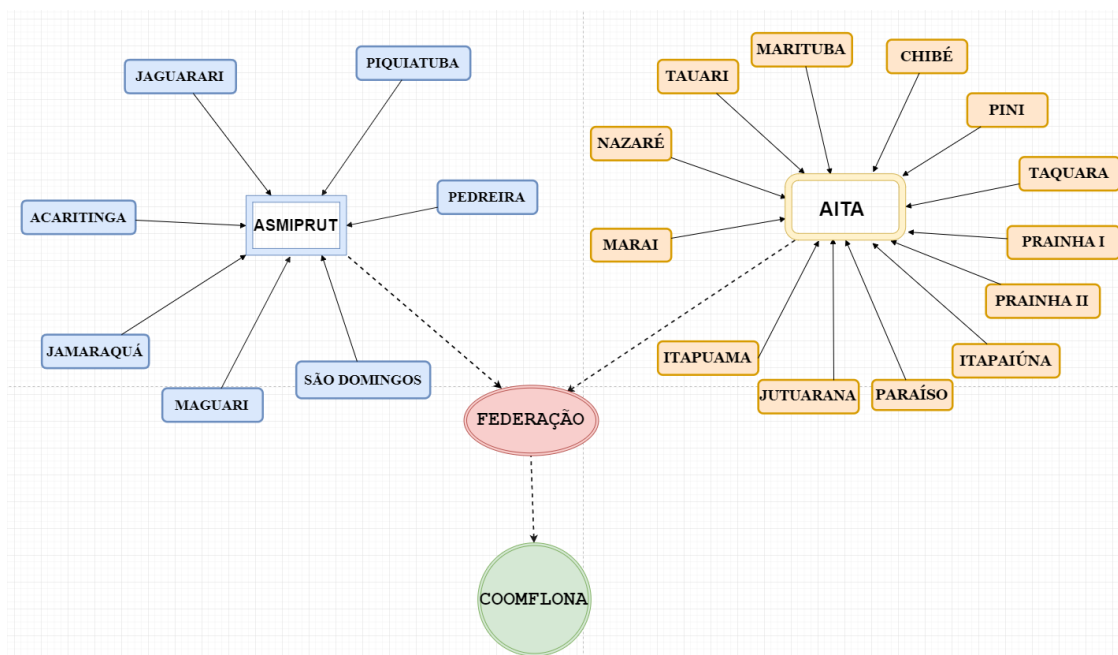 JAGUARARI
PIQUIATUBA
ACARITINGA
PEDREIRA
ASMIPRUT
JAMARAQUÁ
MAGUARI
SÃO DOMINGOS
MARITUBA
CHIBÉ
TAUARI
PINI
NAZARÉ
TAQUARA
AITA
MARAI
PRAINHA I
PRAINHA II
ITAPUAMA
ITAPAIÚNA
JUTUARANA
PARAÍSO
FEDERAÇÃO
COOMFLONA